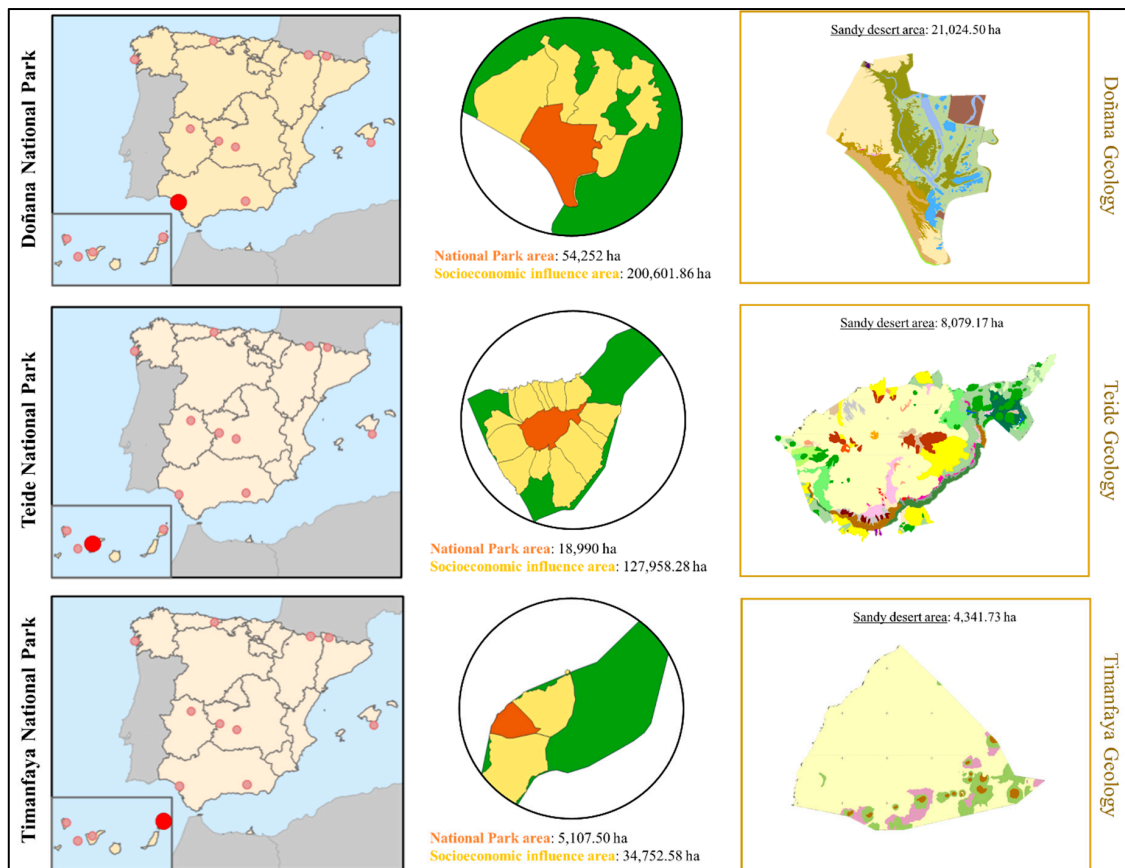 Doñana National Park
National Park area: 54,252 ha
Socioeconomic influence area: 200,601.86 ha
Sandy desert area: 21,024.50 ha
Doñana Geology
Teide National Park
National Park area: 18,990 ha
Socioeconomic influence area: 127,958.28 ha
Sandy desert area: 8,079.17 ha
Teide Geology
Timanfaya National Park
National Park area: 5,107.50 ha
Socioeconomic influence area: 34,752.58 ha
Sandy desert area: 4,341.73 ha
Timanfaya Geology